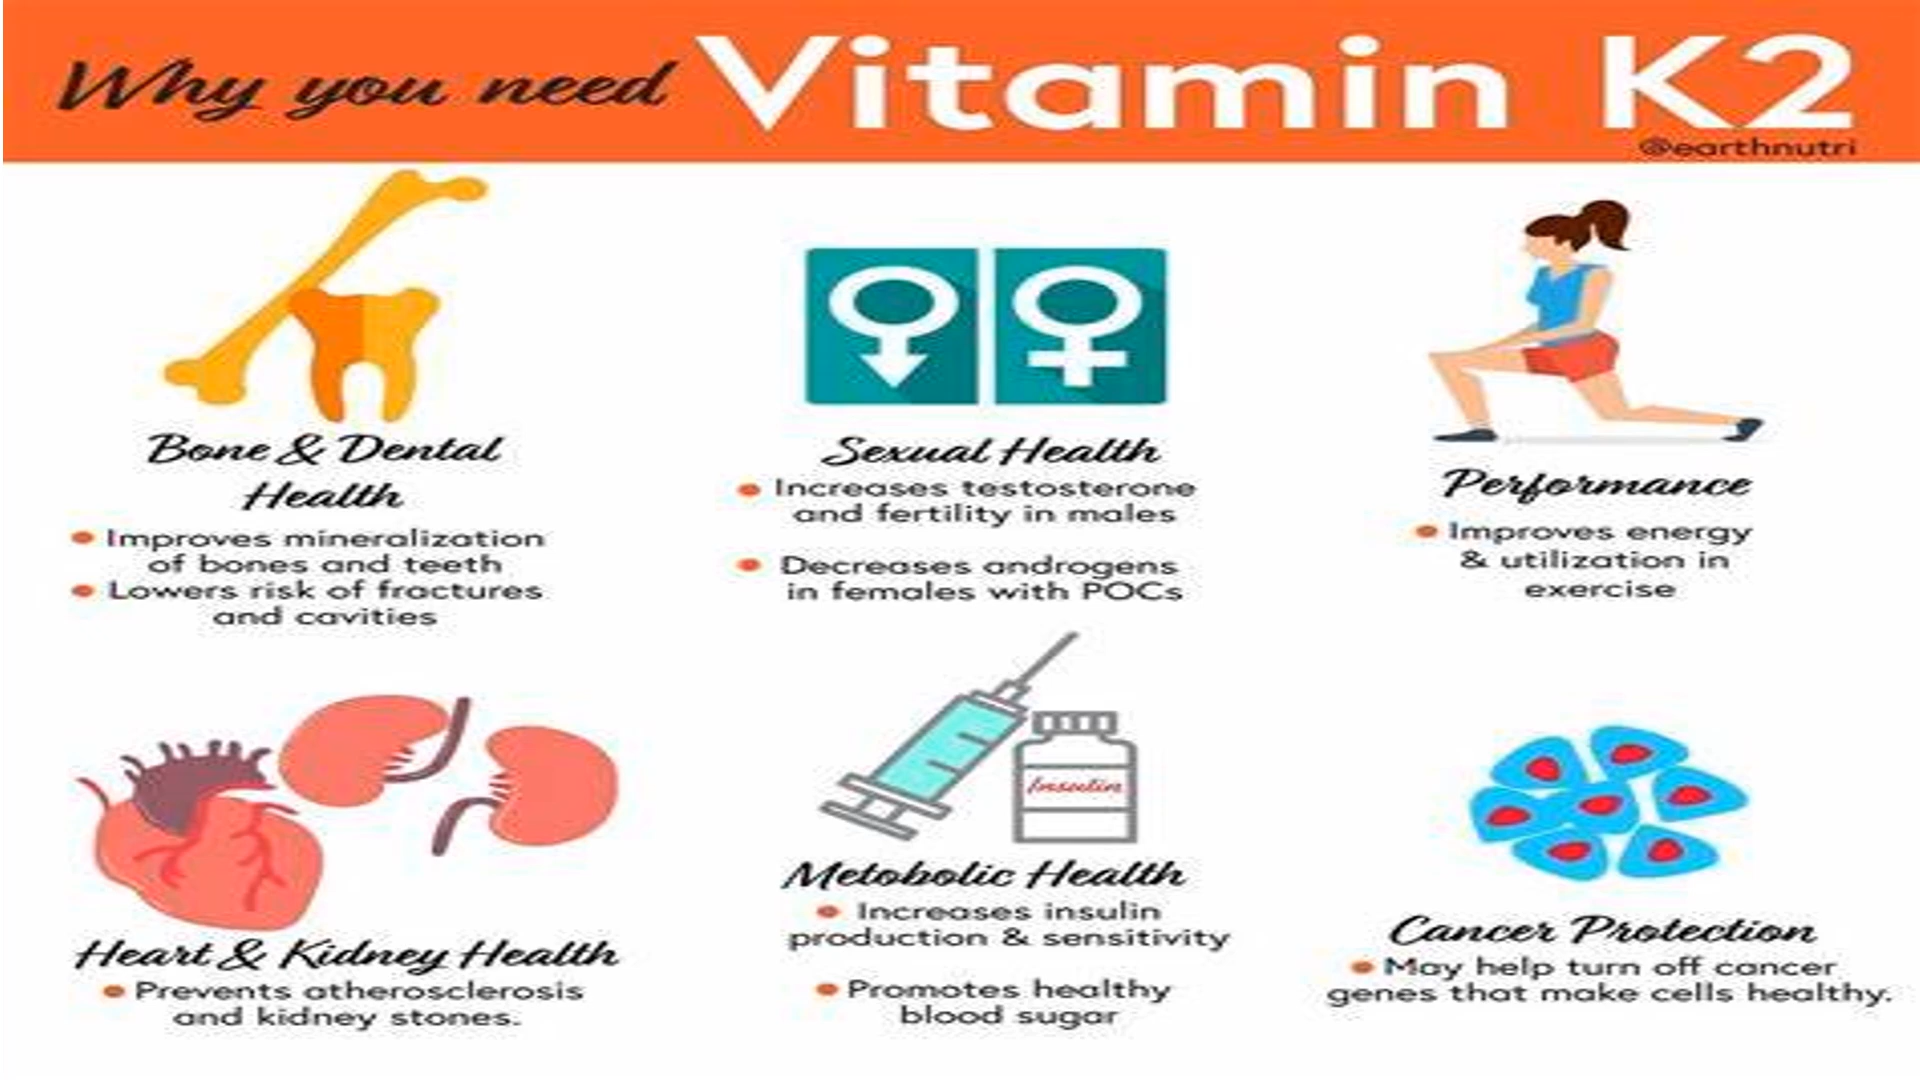 Why you need Vitamin K2
@earthnutri
Bone & Dental
Health
Improves mineralization
of bones and teeth
Lowers risk of fractures
and cavities
Sexual Health
Increases testosterone
and fertility in males
Decreases androgens
in females with POCs
Performance
Improves energy
& utilization in
exercise
Heart & Kidney Health
Prevents atherosclerosis
and kidney stones.
Insulin
Metobolic Health
Increases insulin
production & sensitivity
Promotes healthy
blood sugar
Cancer Protection
May help turn off cancer
genes that make cells healthy.